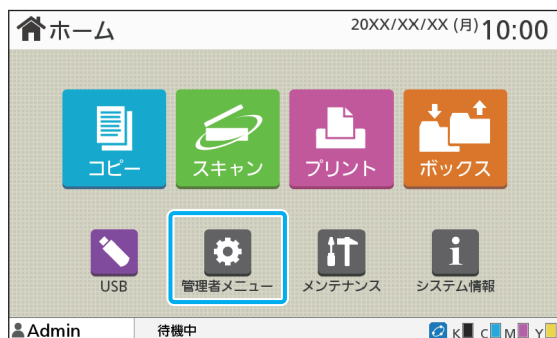 ホーム 20XX/XX/XX (月) 10:00
コピー スキャン プリント ボックス
USB 管理者メニュー メンテナンス システム情報
Admin 待機中 K C M Y